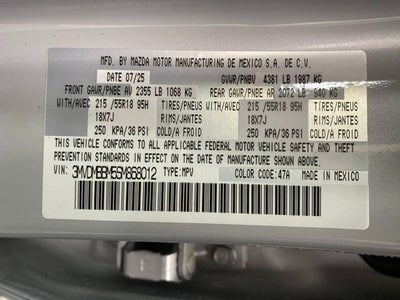 MFD. BY MAZDA MOTOR MANUFACTURING DE MEXICO S.A. DE C.V.
DATE 07/25 GVWR/PNBV 4381 LB 1987 KG
FRONT GAWR/PNBE AV 2355 LB 1068 KG REAR GAWR/PNBE AR 2072 LB 940 KG
WITH/AVEC 215 /55R18 95H TIRES/PNEUS WITH/AVEC 215 /55R18 95H TIRES/PNEUS
18X7J RIMS/JANTES 18X7J RIMS/JANTES
250 KPA/36 PSI COLD/A FROID 250 KPA/36 PSI COLD/A FROID
THIS VEHICLE CONFORMS TO ALL APPLICABLE FEDERAL MOTOR VEHICLE SAFETY, BUMPER, AND THEFT
PREVENTION STANDARDS IN EFFECT ON THE DATE OF MANUFACTURE SHOWN ABOVE.
VIN: 3MVDMBBM5SM868012 TYPE: MPV COLOR CODE: 47A MADE IN MEXICO